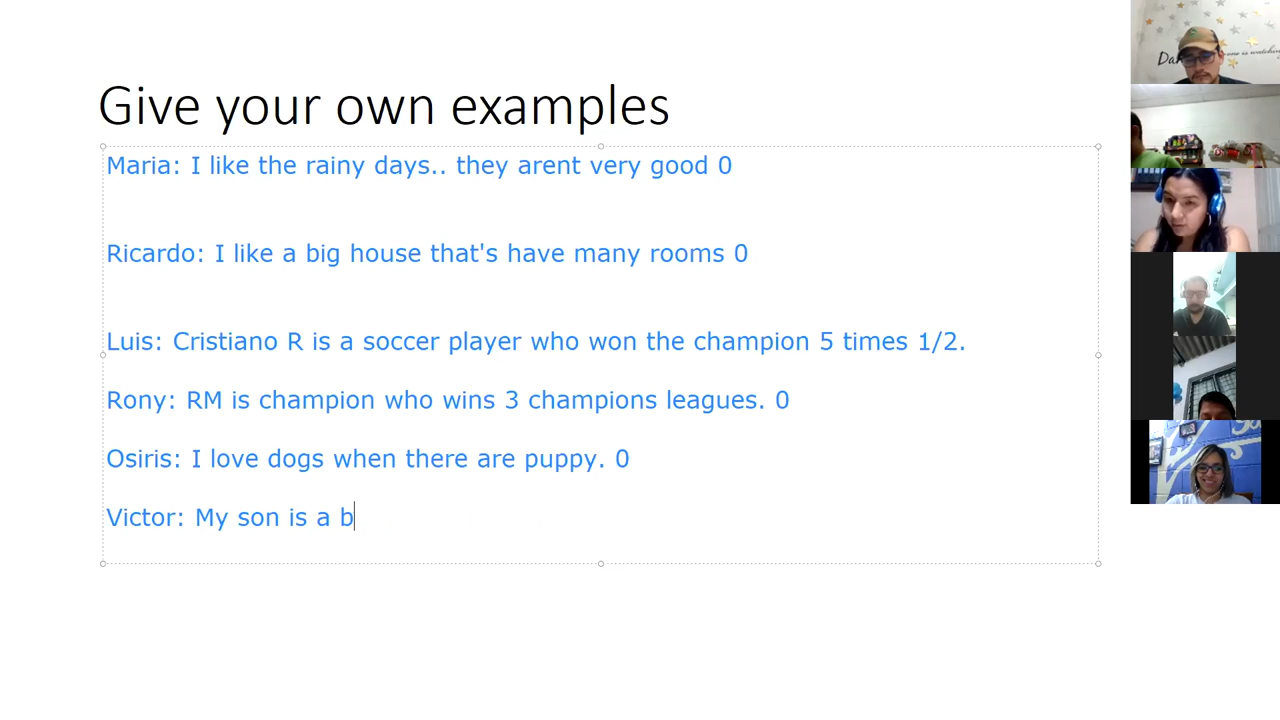 Give your own examples
Maria: I like the rainy days.. they arent very good 0
Ricardo: I like a big house that's have many rooms 0
Luis: Cristiano R is a soccer player who won the champion 5 times 1/2.
Rony: RM is champion who wins 3 champions leagues. 0
Osiris: I love dogs when there are puppy. 0
Victor: My son is a b